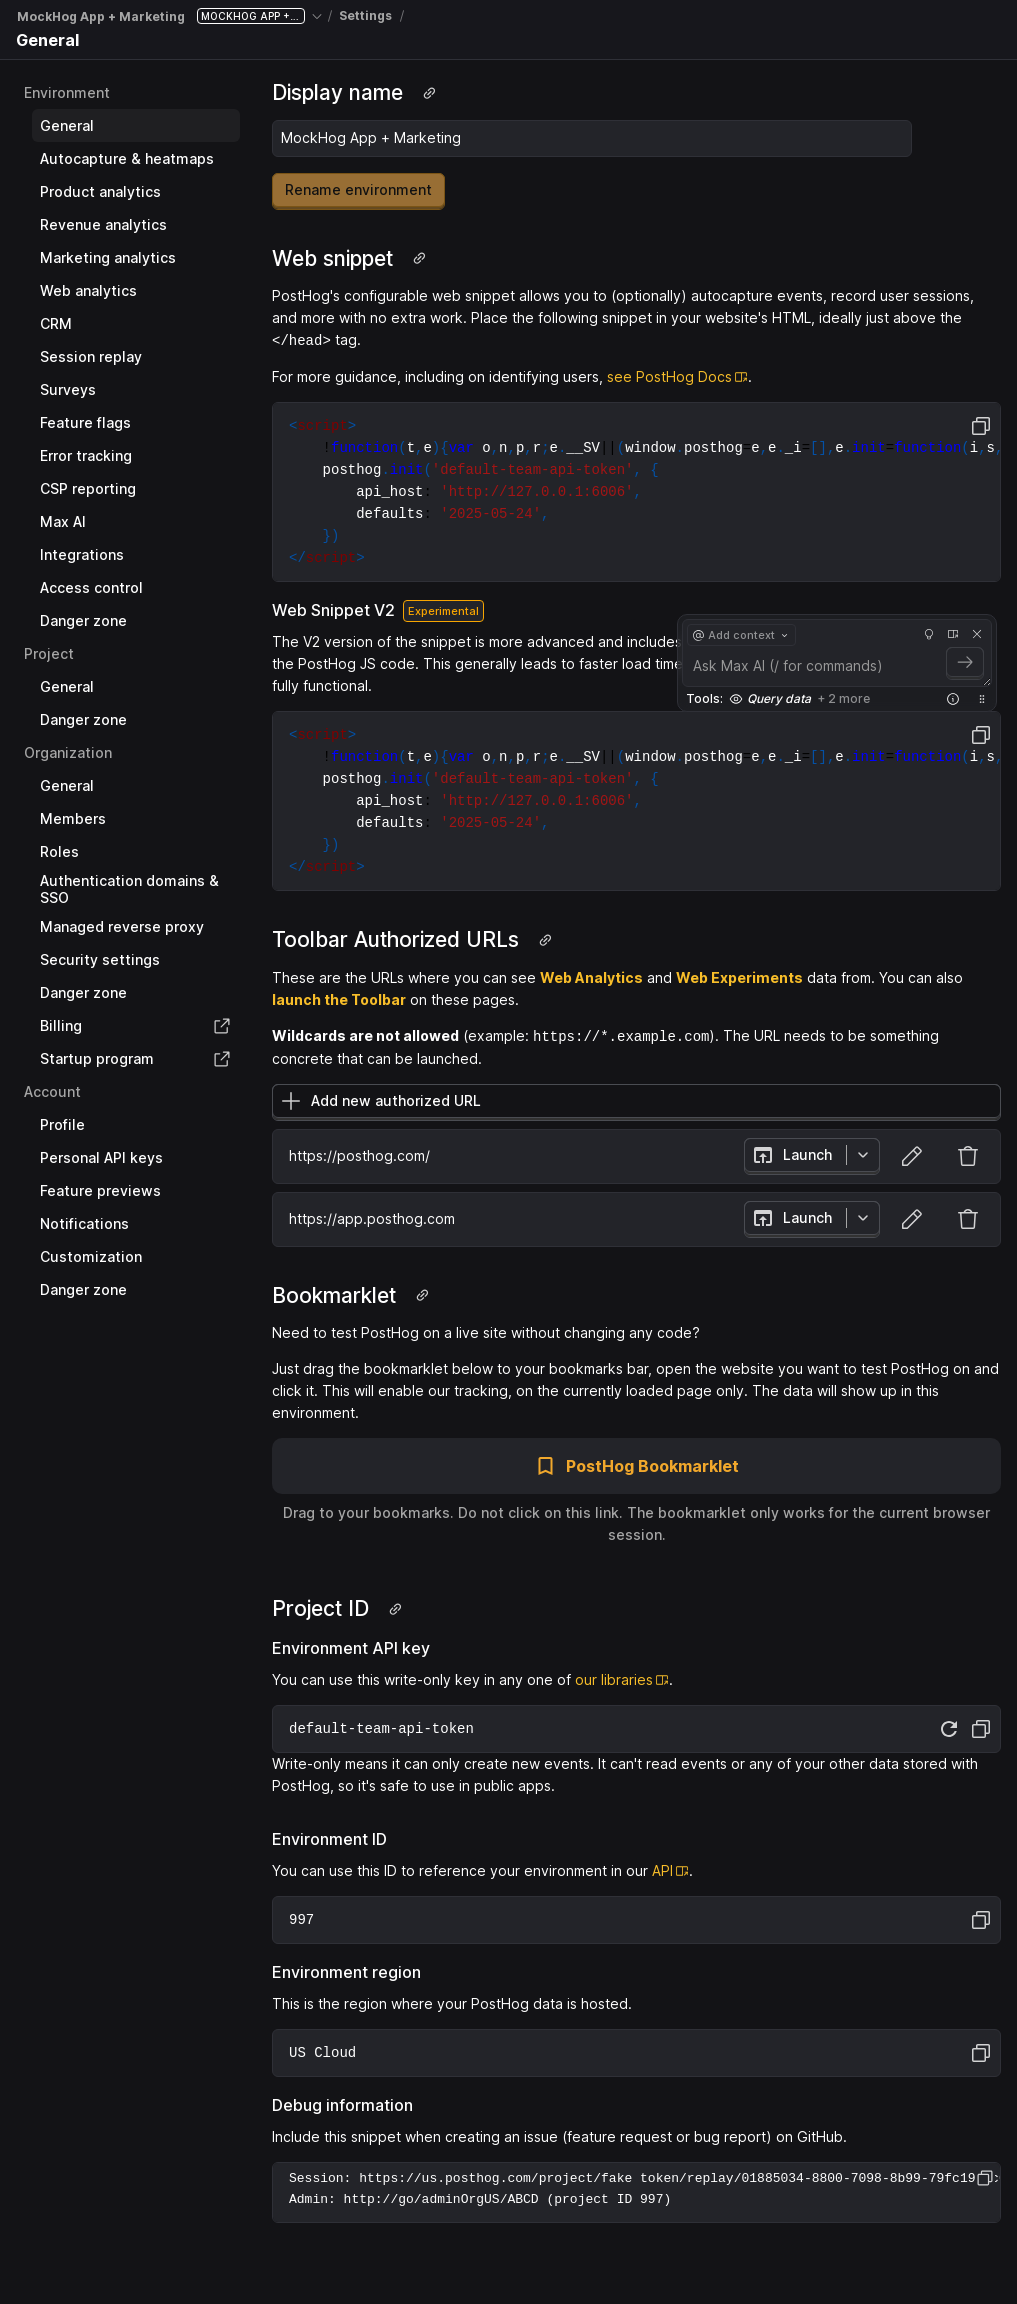 MockHog App + Marketing MOCKHOG APP +... / Settings /
General
Environment
General
Autocapture & heatmaps
Product analytics
Revenue analytics
Marketing analytics
Web analytics
CRM
Session replay
Surveys
Feature flags
Error tracking
CSP reporting
Max AI
Integrations
Access control
Danger zone
Project
General
Danger zone
Organization
General
Members
Roles
Authentication domains &
SSO
Managed reverse proxy
Security settings
Danger zone
Billing
Startup program
Account
Profile
Personal API keys
Feature previews
Notifications
Customization
Danger zone
Display name
MockHog App + Marketing
Rename environment
Web snippet
PostHog's configurable web snippet allows you to (optionally) autocapture events, record user sessions,
and more with no extra work. Place the following snippet in your website's HTML, ideally just above the
</head> tag.
For more guidance, including on identifying users, see PostHog Docs.
<script>
!function(t,e){var o,n,p,r;e.__SV||(window.posthog=e,e._i=[],e.init=function(i,s,
posthog.init('default-team-api-token', {
api_host: 'http://127.0.0.1:6006',
defaults: '2025-05-24',
})
</script>
Web Snippet V2 Experimental
The V2 version of the snippet is more advanced and includes
the PostHog JS code. This generally leads to faster load time
fully functional.
Add context
Ask Max AI (/ for commands)
Tools: Query data + 2 more
<script>
!function(t,e){var o,n,p,r;e.__SV||(window.posthog=e,e._i=[],e.init=function(i,s,
posthog.init('default-team-api-token', {
api_host: 'http://127.0.0.1:6006',
defaults: '2025-05-24',
})
</script>
Toolbar Authorized URLs
These are the URLs where you can see Web Analytics and Web Experiments data from. You can also
launch the Toolbar on these pages.
Wildcards are not allowed (example: https://*.example.com). The URL needs to be something
concrete that can be launched.
Add new authorized URL
https://posthog.com/ Launch
https://app.posthog.com Launch
Bookmarklet
Need to test PostHog on a live site without changing any code?
Just drag the bookmarklet below to your bookmarks bar, open the website you want to test PostHog on and
click it. This will enable our tracking, on the currently loaded page only. The data will show up in this
environment.
PostHog Bookmarklet
Drag to your bookmarks. Do not click on this link. The bookmarklet only works for the current browser
session.
Project ID
Environment API key
You can use this write-only key in any one of our libraries.
default-team-api-token
Write-only means it can only create new events. It can't read events or any of your other data stored with
PostHog, so it's safe to use in public apps.
Environment ID
You can use this ID to reference your environment in our API.
997
Environment region
This is the region where your PostHog data is hosted.
US Cloud
Debug information
Include this snippet when creating an issue (feature request or bug report) on GitHub.
Session: https://us.posthog.com/project/fake token/replay/01885034-8800-7098-8b99-79fc19
Admin: http://go/adminOrgUS/ABCD (project ID 997)